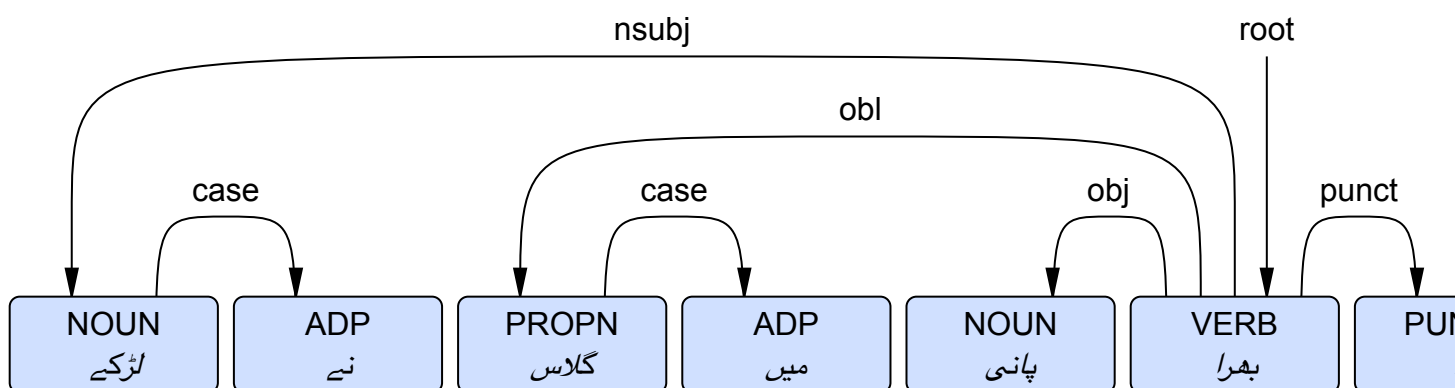 nsubj root
obl
case case obj punct
NOUN ADP PROPN ADP NOUN VERB
لڑکے نے گلاس میں پانی بھرا